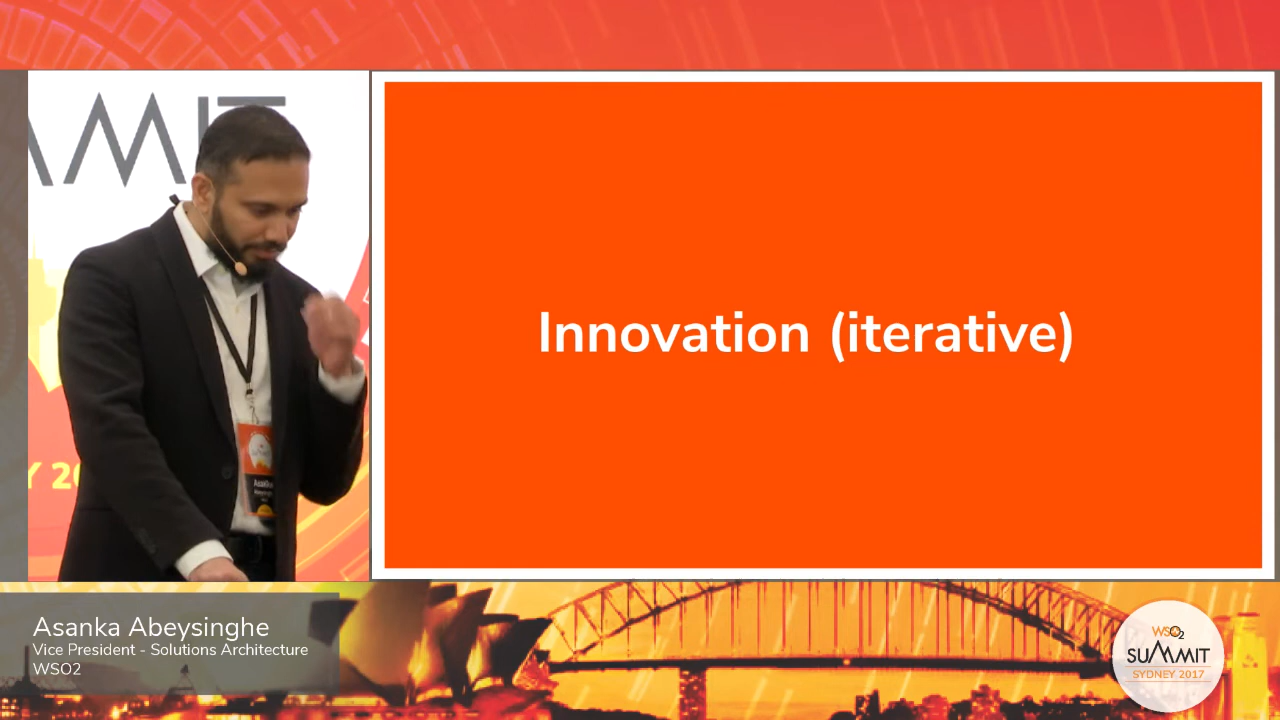 Innovation (iterative)
Asanka Abeysinghe
Vice President - Solutions Architecture
WSO2
WSO2
SUMMIT
SYDNEY 2017